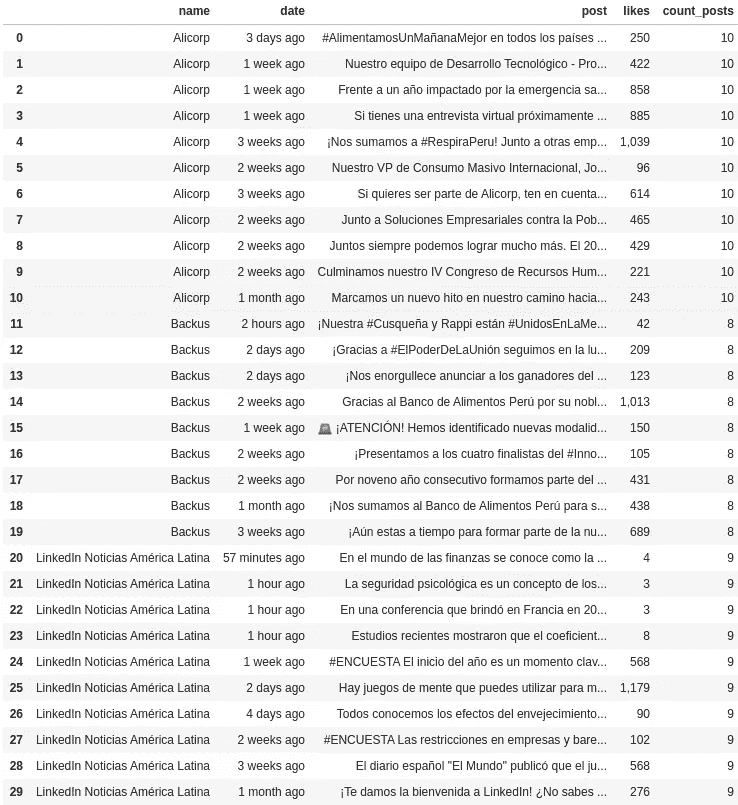 name date post likes count_posts
0 Alicorp 3 days ago #AlimentamosUnMañanaMejor en todos los países ... 250 10
1 Alicorp 1 week ago Nuestro equipo de Desarrollo Tecnológico - Pro... 422 10
2 Alicorp 1 week ago Frente a un año impactado por la emergencia sa... 858 10
3 Alicorp 1 week ago Si tienes una entrevista virtual próximamente ... 885 10
4 Alicorp 3 weeks ago ¡Nos sumamos a #RespiraPeru! Junto a otras emp... 1,039 10
5 Alicorp 2 weeks ago Nuestro VP de Consumo Masivo Internacional, Jo... 96 10
6 Alicorp 3 weeks ago Si quieres ser parte de Alicorp, ten en cuenta... 614 10
7 Alicorp 2 weeks ago Junto a Soluciones Empresariales contra la Pob... 465 10
8 Alicorp 2 weeks ago Juntos siempre podemos lograr mucho más. El 20... 429 10
9 Alicorp 2 weeks ago Culminamos nuestro IV Congreso de Recursos Hum... 221 10
10 Alicorp 1 month ago Marcamos un nuevo hito en nuestro camino hacia... 243 10
11 Backus 2 hours ago ¡Nuestra #Cusqueña y Rappi están #UnidosEnLaMe... 42 8
12 Backus 2 days ago ¡Gracias a #ElPoderDeLaUnión seguimos en la lu... 209 8
13 Backus 2 days ago ¡Nos enorgullece anunciar a los ganadores del ... 123 8
14 Backus 2 weeks ago Gracias al Banco de Alimentos Perú por su nobl... 1,013 8
15 Backus 1 week ago 🚨 ¡ATENCIÓN! Hemos identificado nuevas modalid... 150 8
16 Backus 2 weeks ago ¡Presentamos a los cuatro finalistas del #Inno... 105 8
17 Backus 2 weeks ago Por noveno año consecutivo formamos parte del ... 431 8
18 Backus 1 month ago ¡Nos sumamos al Banco de Alimentos Perú para s... 438 8
19 Backus 3 weeks ago ¡Aún estas a tiempo para formar parte de la nu... 689 8
20 LinkedIn Noticias América Latina 57 minutes ago En el mundo de las finanzas se conoce como la ... 4 9
21 LinkedIn Noticias América Latina 1 hour ago La seguridad psicológica es un concepto de los... 3 9
22 LinkedIn Noticias América Latina 1 hour ago En una conferencia que brindó en Francia en 20... 3 9
23 LinkedIn Noticias América Latina 1 hour ago Estudios recientes mostraron que el coeficient... 8 9
24 LinkedIn Noticias América Latina 1 week ago #ENCUESTA El inicio del año es un momento clav... 568 9
25 LinkedIn Noticias América Latina 2 days ago Hay juegos de mente que puedes utilizar para m... 1,179 9
26 LinkedIn Noticias América Latina 4 days ago Todos conocemos los efectos del envejecimiento... 90 9
27 LinkedIn Noticias América Latina 2 weeks ago #ENCUESTA Las restricciones en empresas y bare... 102 9
28 LinkedIn Noticias América Latina 3 weeks ago El diario español "El Mundo" publicó que el ju... 568 9
29 LinkedIn Noticias América Latina 1 month ago ¡Te damos la bienvenida a LinkedIn! ¿No sabes ... 276 9